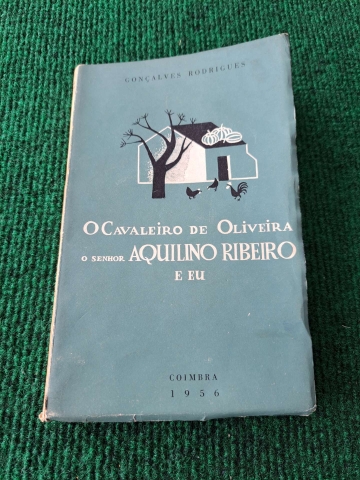 GONÇALVES RODRIGUES
O CAVALEIRO DE OLIVEIRA
O SENHOR AQUILINO RIBEIRO
E EU
COIMBRA
1956